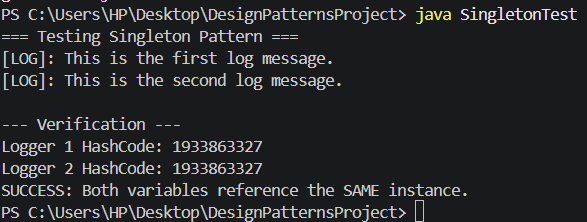 PS C:\Users\HP\Desktop\DesignPatternsProject> java SingletonTest
=== Testing Singleton Pattern ===
[LOG]: This is the first log message.
[LOG]: This is the second log message.

--- Verification ---
Logger 1 HashCode: 1933863327
Logger 2 HashCode: 1933863327
SUCCESS: Both variables reference the SAME instance.
PS C:\Users\HP\Desktop\DesignPatternsProject>